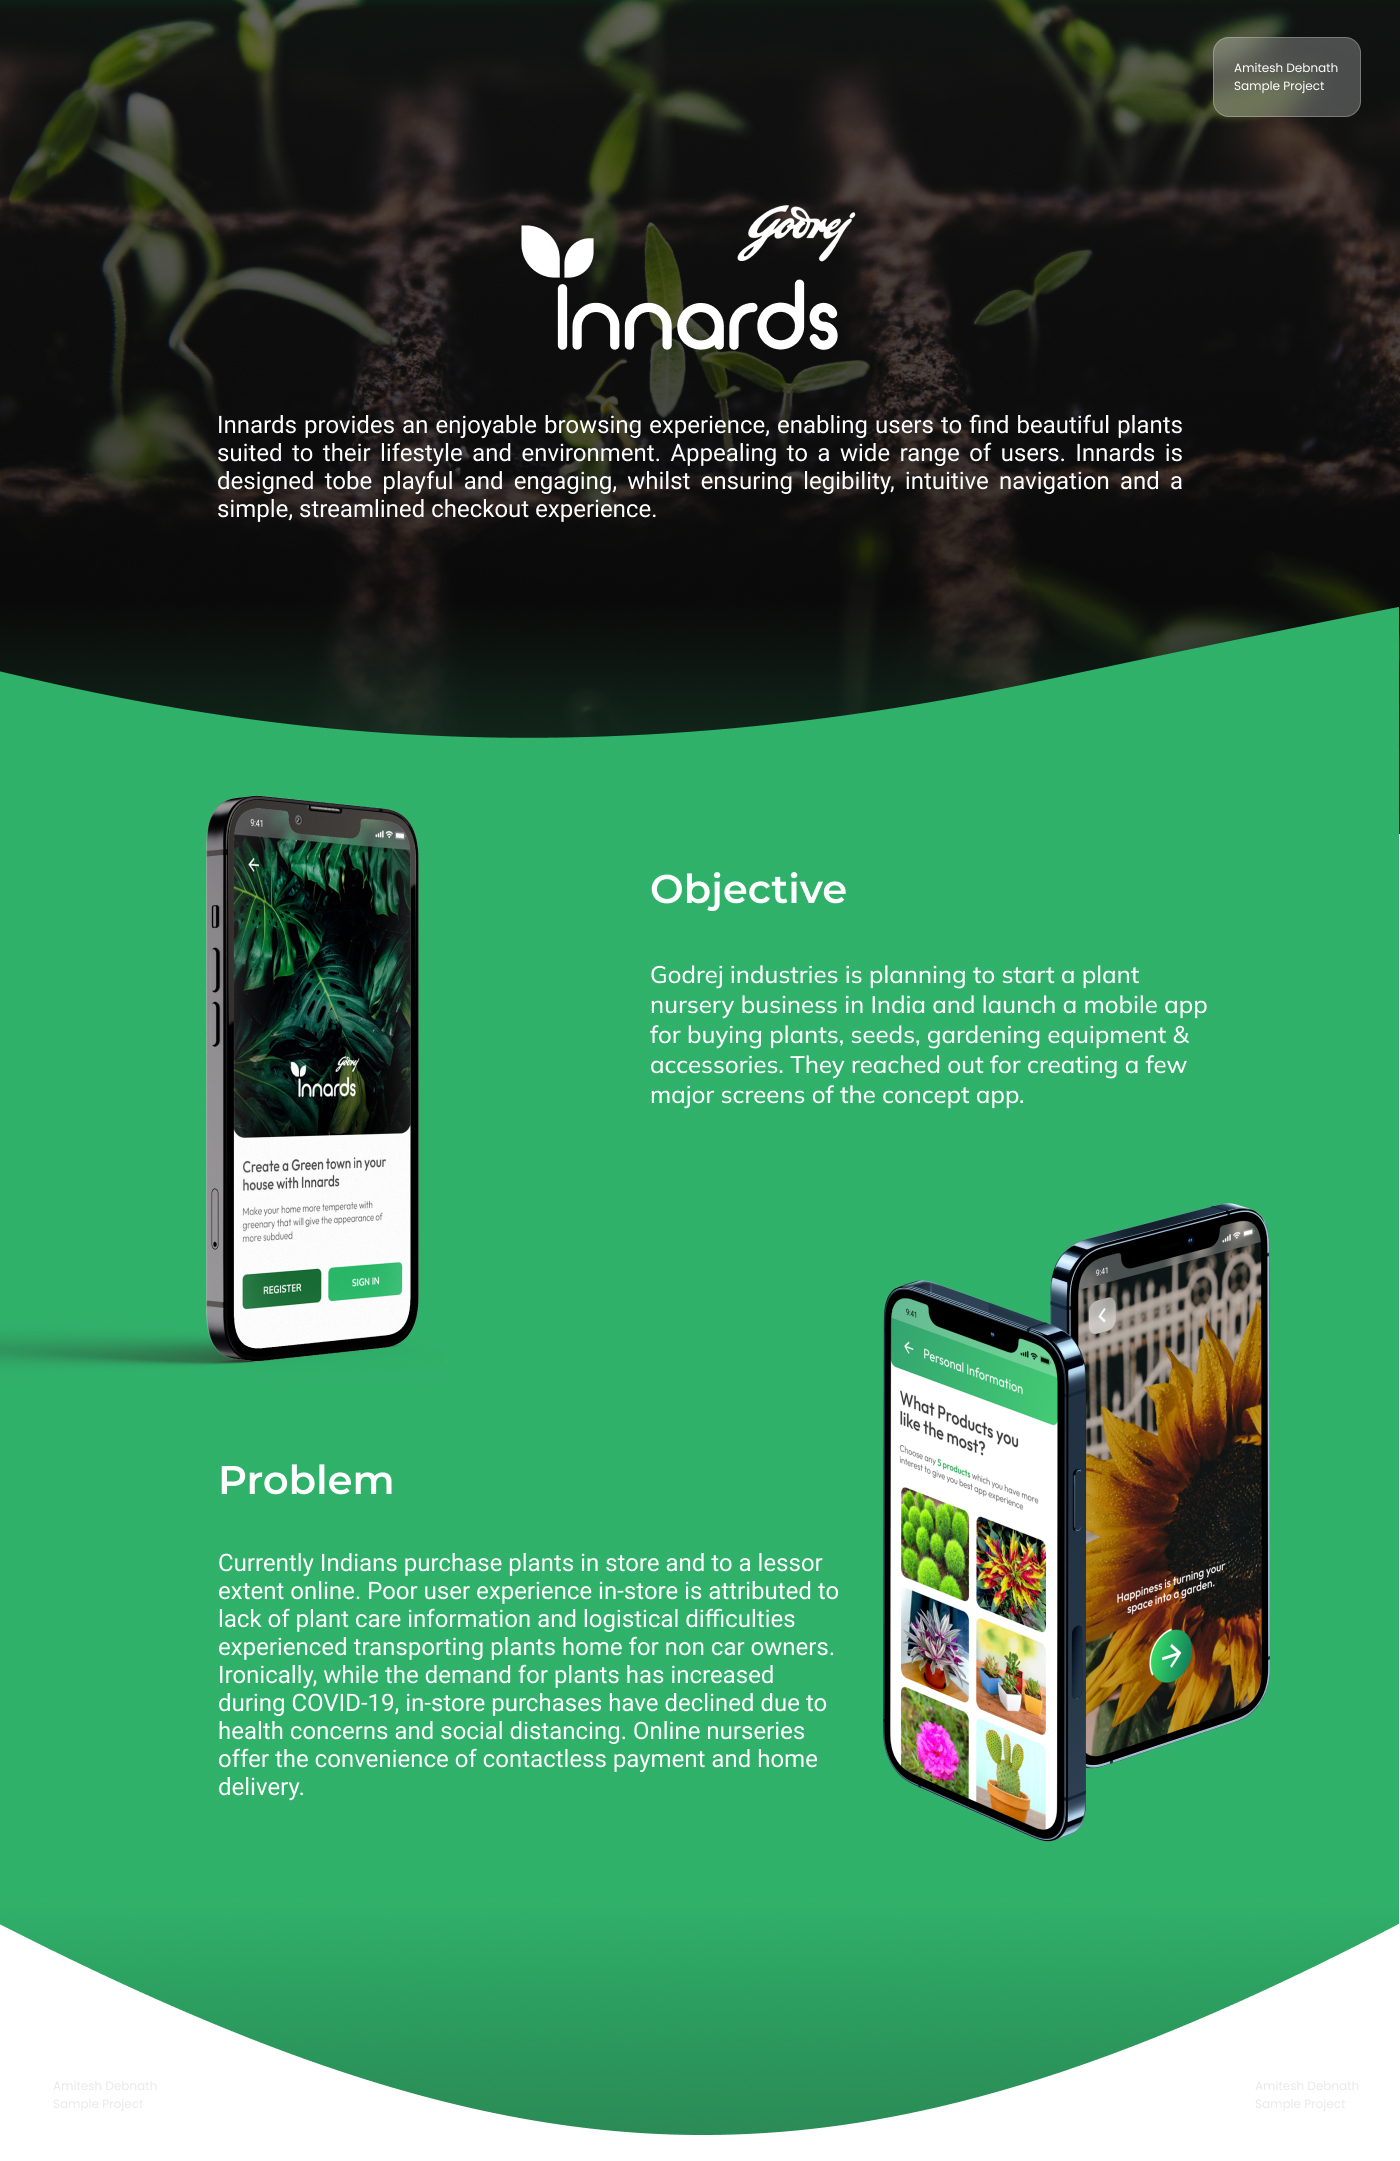 Amitesh Debnath
Sample Project
Godrej
Innards
Innards provides an enjoyable browsing experience, enabling users to find beautiful plants
suited to their lifestyle and environment. Appealing to a wide range of users. Innards is
designed tobe playful and engaging, whilst ensuring legibility, intuitive navigation and a
simple, streamlined checkout experience.
9:41
Godrej
Innards
Create a Green town in your
house with Innards
Make your home more temperate with
greenary that will give the appearance of
more subdued
REGISTER
SIGN IN
Objective
Godrej industries is planning to start a plant
nursery business in India and launch a mobile app
for buying plants, seeds, gardening equipment &
accessories. They reached out for creating a few
major screens of the concept app.
9:41
Personal Information
What Products you
like the most?
Choose any 5 products which you have more
interest to give you best app experience
9:41
Happiness is turning your
space into a garden.
Problem
Currently Indians purchase plants in store and to a lessor
extent online. Poor user experience in-store is attributed to
lack of plant care information and logistical difficulties
experienced transporting plants home for non car owners.
Ironically, while the demand for plants has increased
during COVID-19, in-store purchases have declined due to
health concerns and social distancing. Online nurseries
offer the convenience of contactless payment and home
delivery.
Amitesh Debnath
Sample Project
Amitesh Debnath
Sample Project